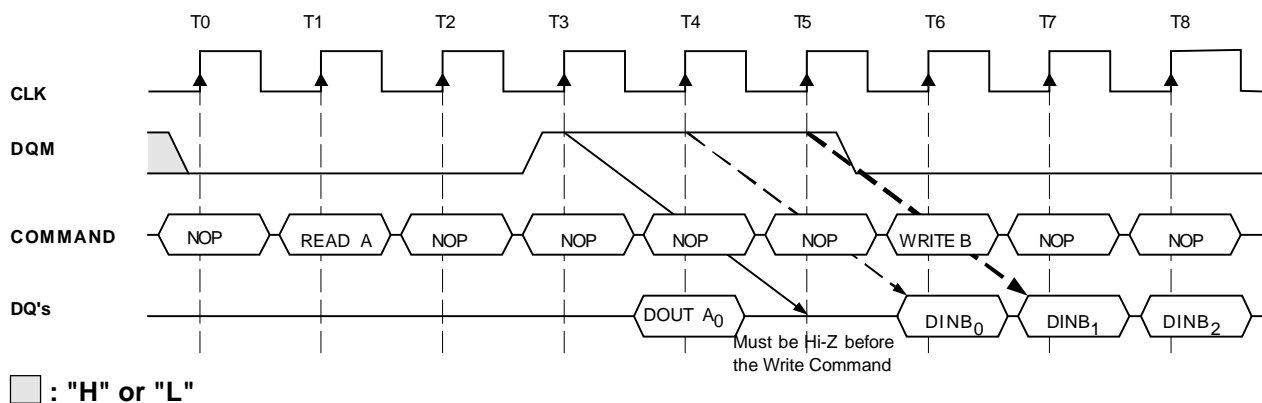 T0 T1 T2 T3 T4 T5 T6 T7 T8
CLK
DQM
COMMAND NOP READ A NOP NOP NOP NOP WRITE B NOP NOP
DQ's DOUT A0 DINB0 DINB1 DINB2
Must be Hi-Z before
the Write Command
: "H" or "L"